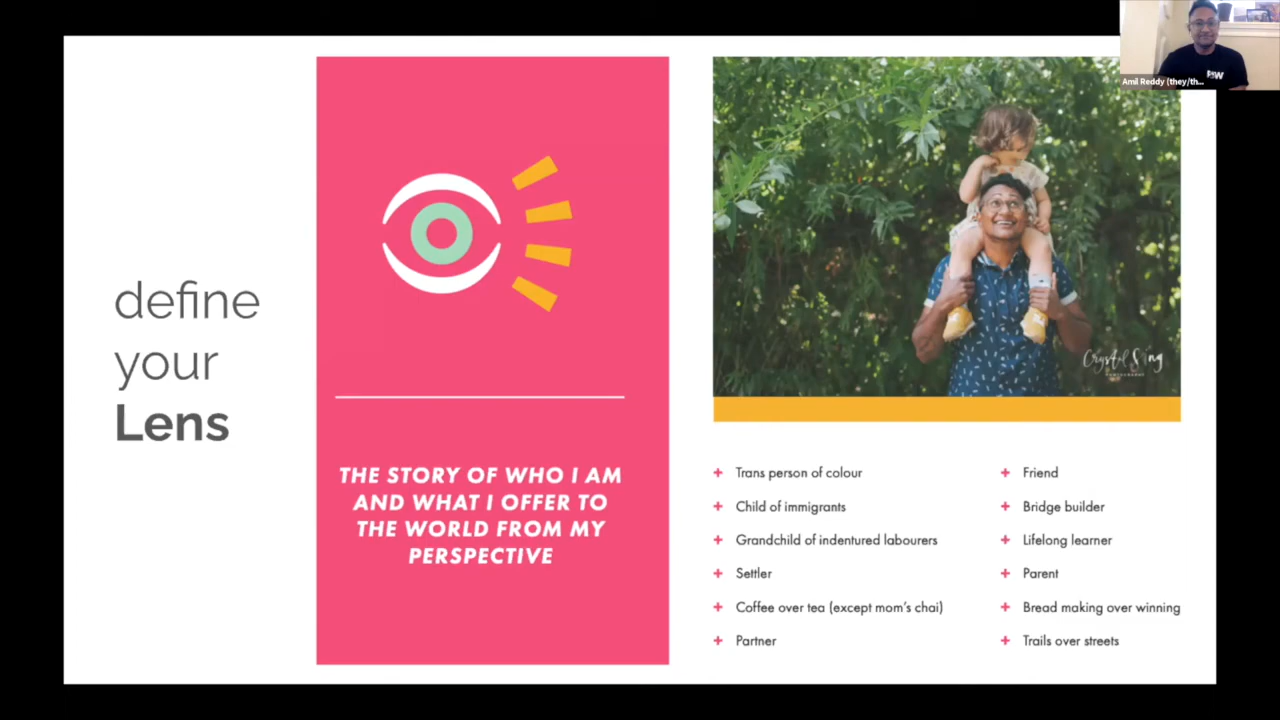 define
your
Lens
THE STORY OF WHO I AM
AND WHAT I OFFER TO
THE WORLD FROM MY
PERSPECTIVE
Amil Reddy (they/th...
Trans person of colour
Child of immigrants
Grandchild of indentured labourers
Settler
Coffee over tea (except mom's chai)
Partner
Friend
Bridge builder
Lifelong learner
Parent
Bread making over winning
Trails over streets